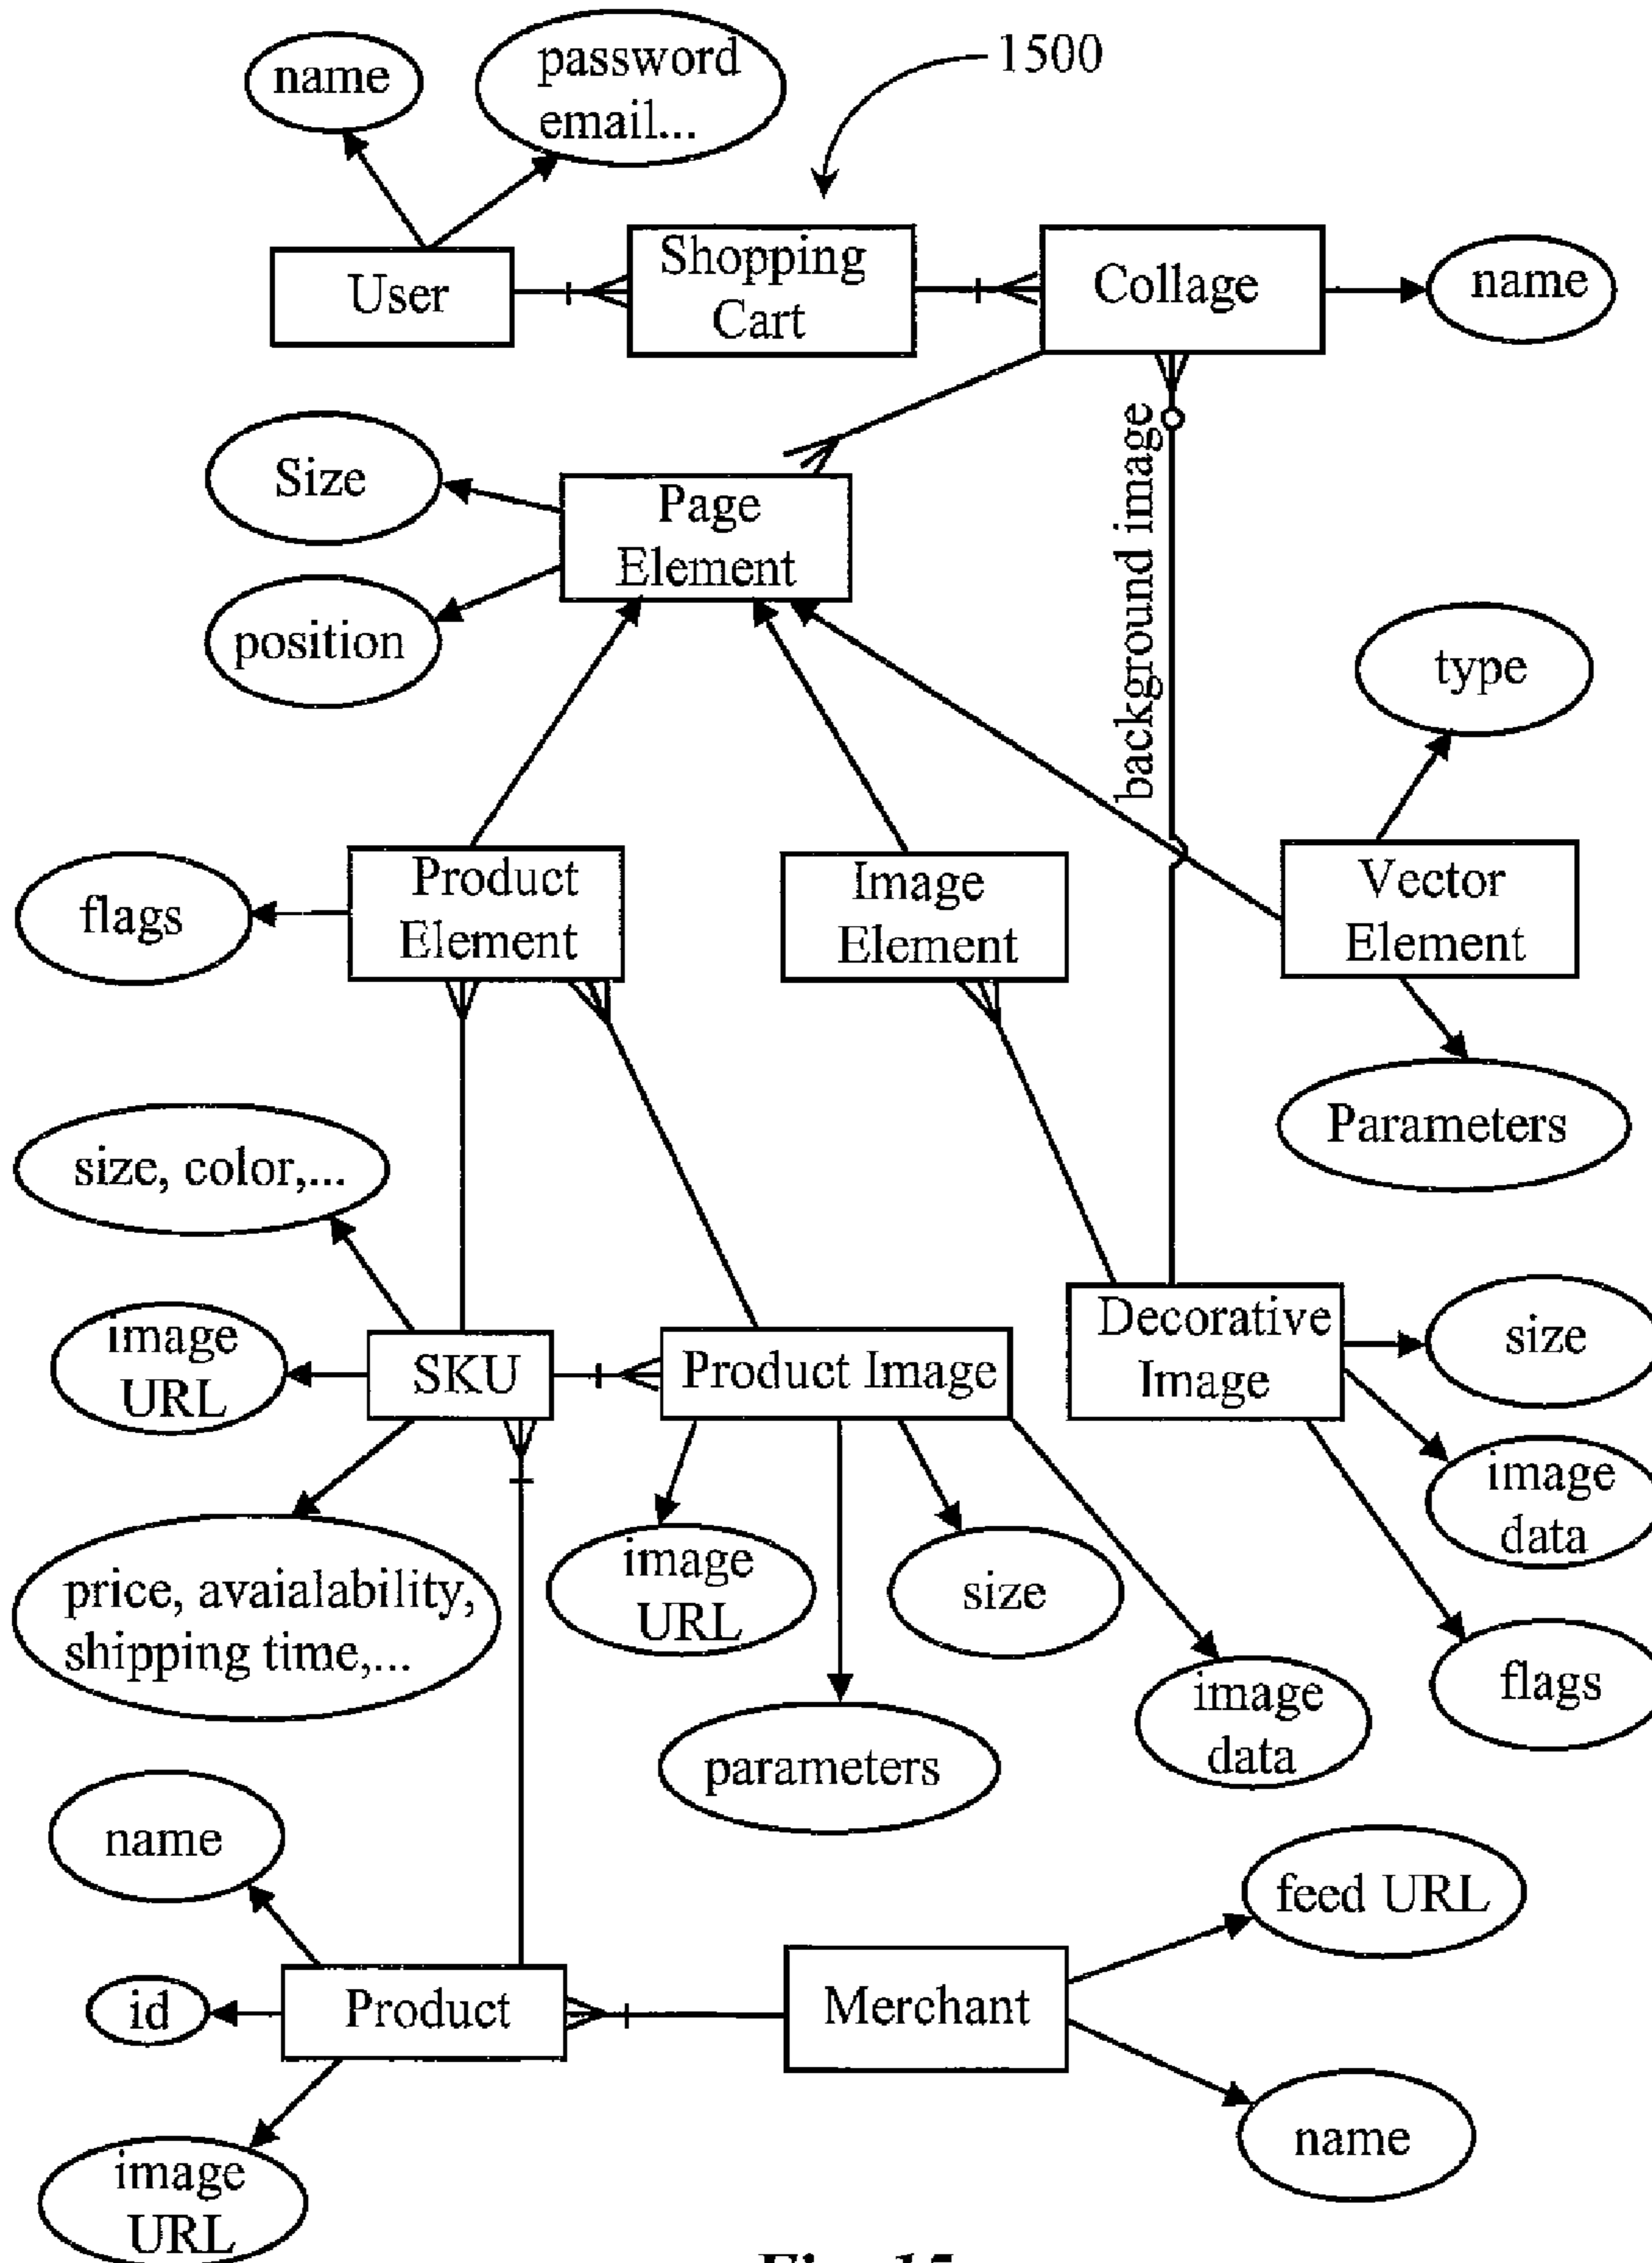 1500
name
password
email...
User
Shopping
Cart
Collage
name
Size
position
Page
Element
background image
type
flags
Product
Element
Image
Element
Vector
Element
Parameters
size, color,...
image
URL
SKU
Product Image
Decorative
Image
size
image
data
flags
price, avaialability,
shipping time,...
image
URL
size
parameters
image
data
name
id
Product
Merchant
feed URL
name
image
URL
Fig. 15